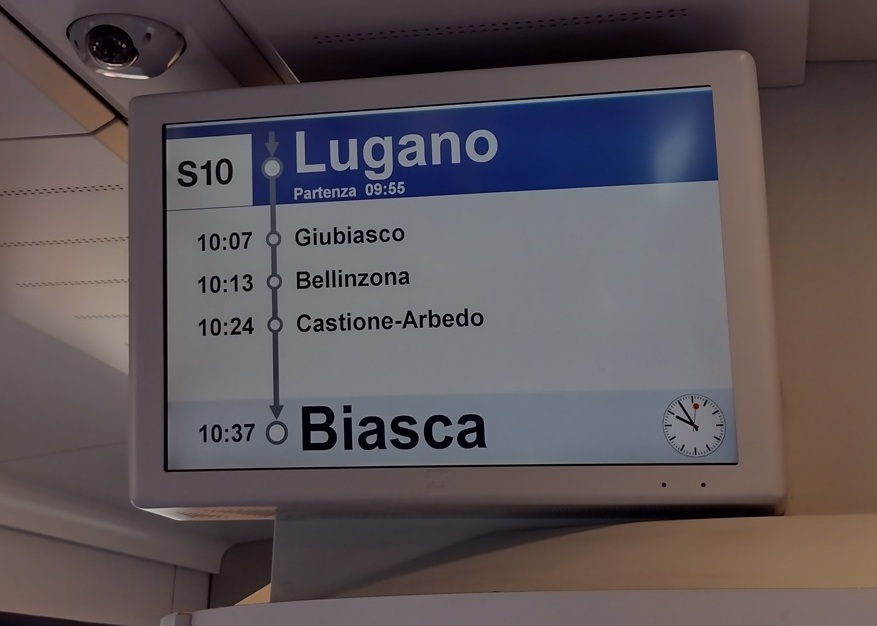 S10
Lugano
Partenza 09:55
10:07 Giubiasco
10:13 Bellinzona
10:24 Castione-Arbedo
10:37 Biasca